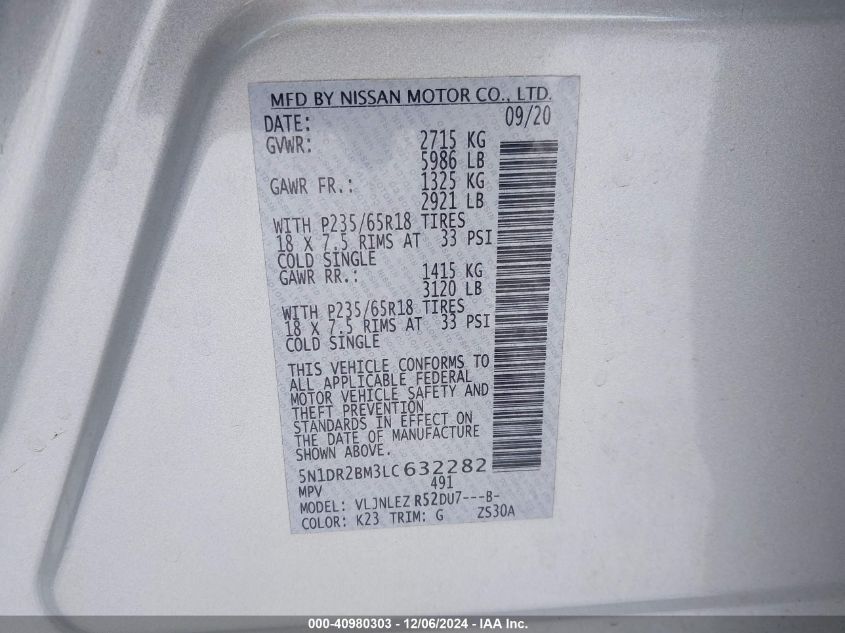 MFD BY NISSAN MOTOR CO., LTD.
DATE: 09/20
GVWR: 2715 KG
5986 LB
GAWR FR.: 1325 KG
2921 LB
WITH P235/65R18 TIRES
18 X 7.5 RIMS AT 33 PSI
COLD SINGLE
GAWR RR.: 1415 KG
3120 LB
WITH P235/65R18 TIRES
18 X 7.5 RIMS AT 33 PSI
COLD SINGLE
THIS VEHICLE CONFORMS TO
ALL APPLICABLE FEDERAL
MOTOR VEHICLE SAFETY AND
THEFT PREVENTION
STANDARDS IN EFFECT ON
THE DATE OF MANUFACTURE
SHOWN ABOVE.
5N1DR2BM3LC632282
MPV 491
MODEL: VLJNLEZ R52DU7---B-
COLOR: K23 TRIM: G ZS30A
000-40980303 - 12/06/2024 - IAA, Inc.